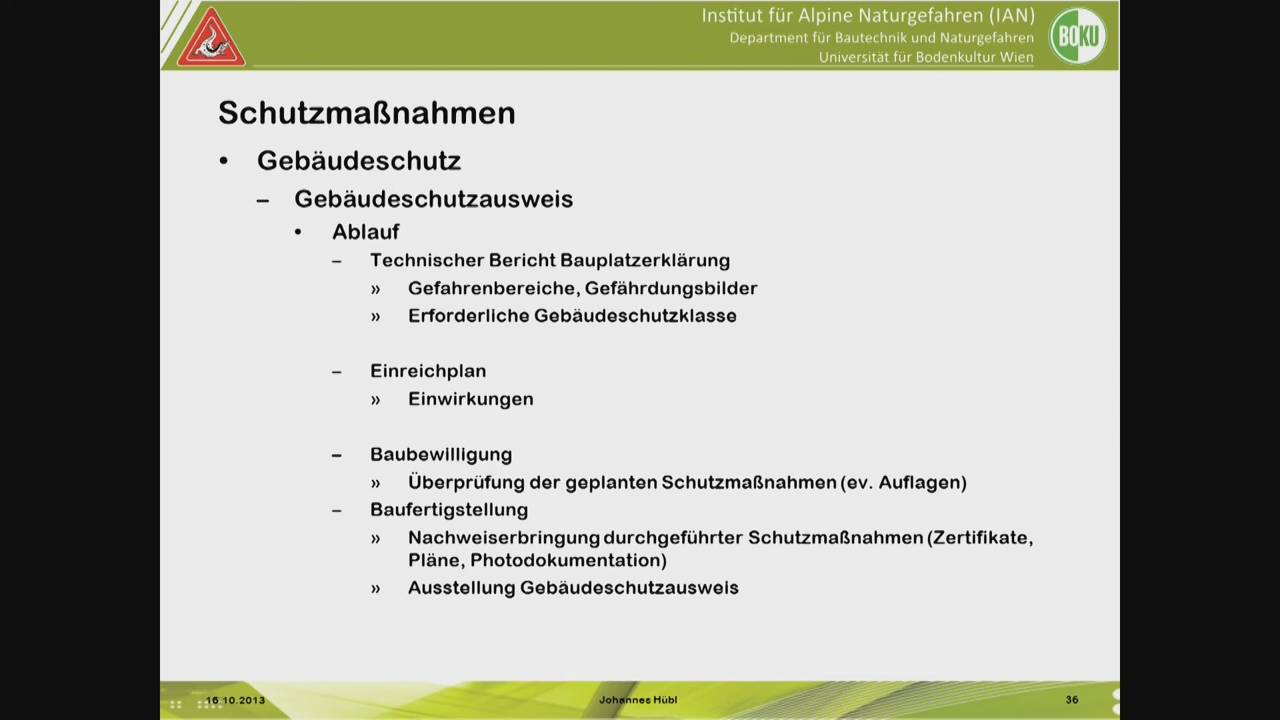 Institut für Alpine Naturgefahren (IAN)
Department für Bautechnik und Naturgefahren
Universität für Bodenkultur Wien
BOKU
Schutzmaßnahmen
• Gebäudeschutz
– Gebäudeschutzausweis
• Ablauf
– Technischer Bericht Bauplatzerklärung
» Gefahrenbereiche, Gefährdungsbilder
» Erforderliche Gebäudeschutzklasse
– Einreichplan
» Einwirkungen
– Baubewilligung
» Überprüfung der geplanten Schutzmaßnahmen (ev. Auflagen)
– Baufertigstellung
» Nachweiserbringung durchgeführter Schutzmaßnahmen (Zertifikate,
Pläne, Photodokumentation)
» Ausstellung Gebäudeschutzausweis
16.10.2013
Johannes Hübl
36